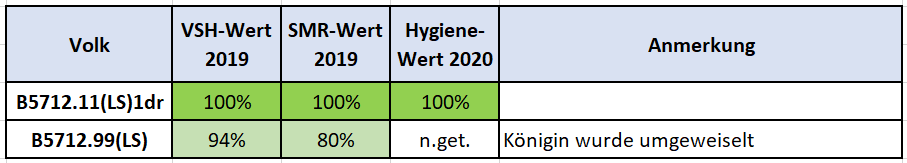 Volk VSH-Wert 2019 SMR-Wert 2019 Hygiene-Wert 2020 Anmerkung
B5712.11(LS)1dr 100% 100% 100%
B5712.99(LS) 94% 80% n.get. Königin wurde umgeweiselt